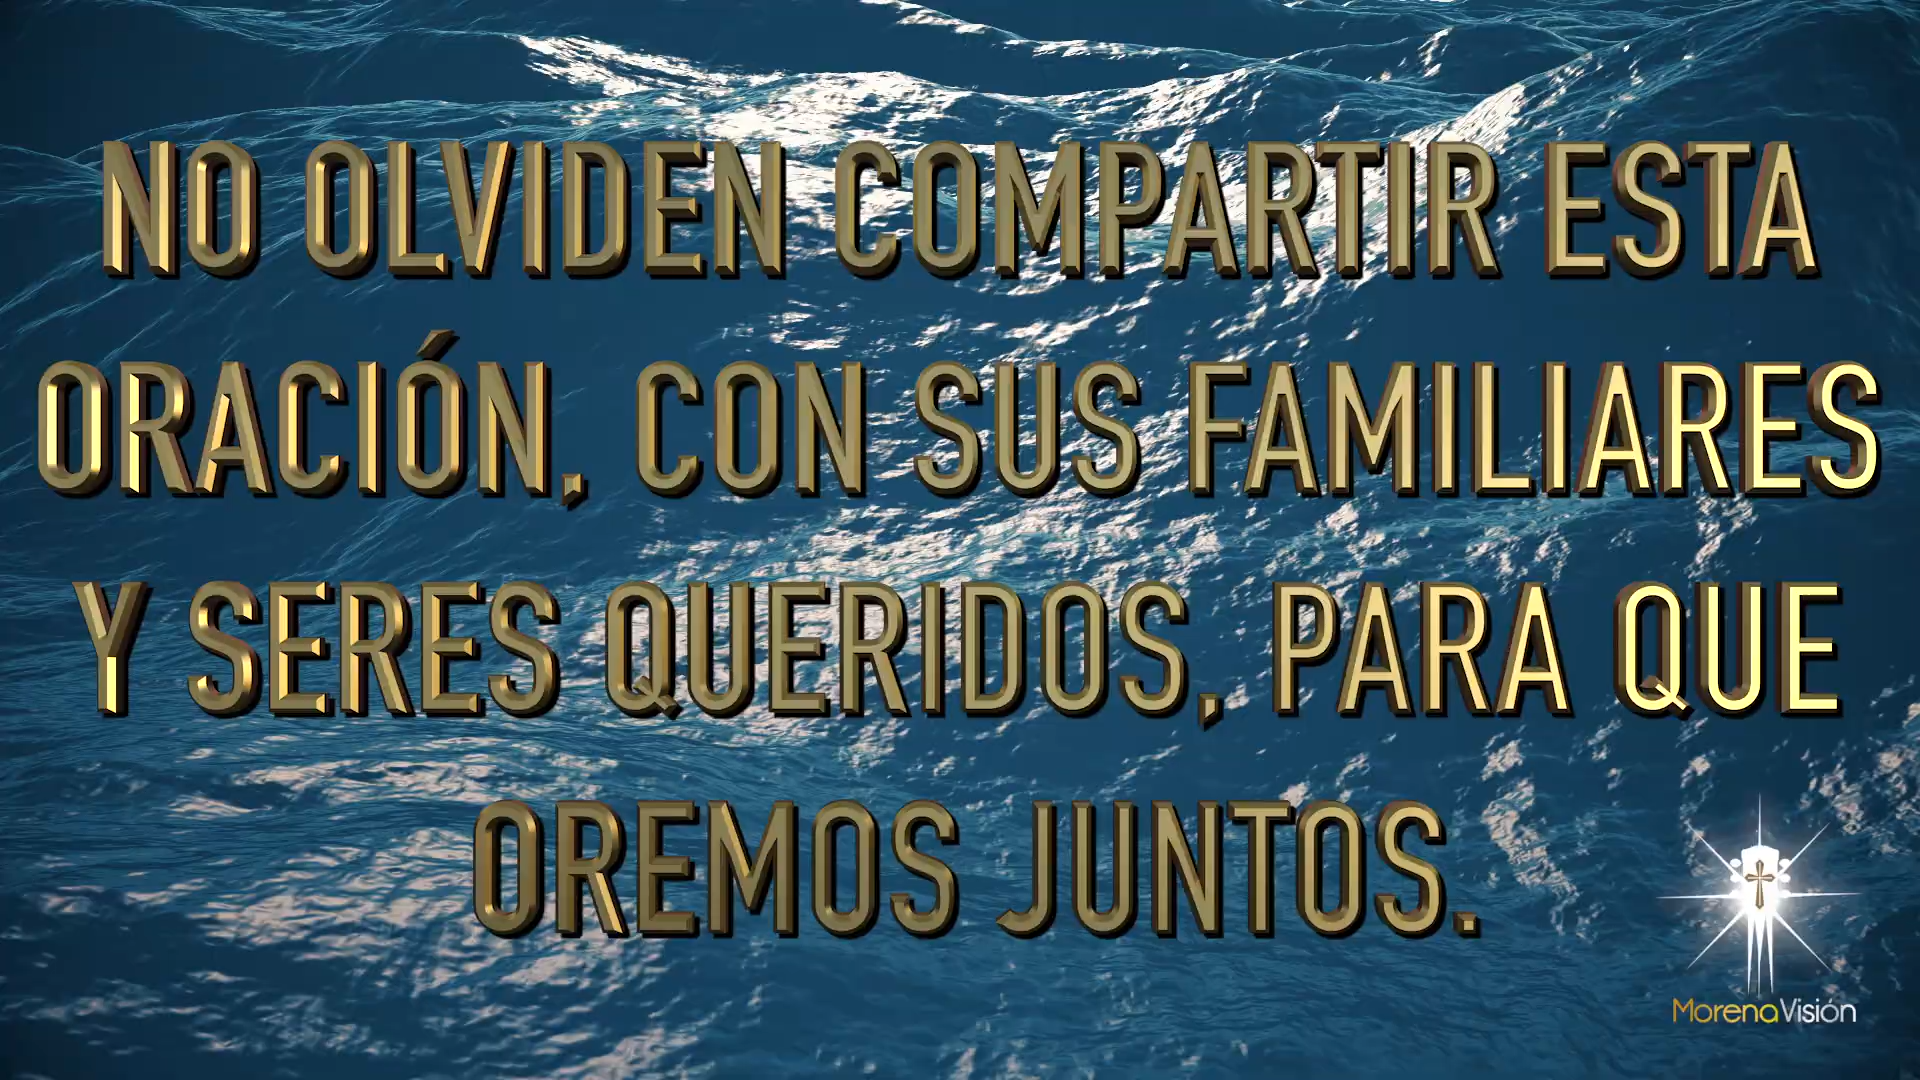 NO OLVIDEN COMPARTIR ESTA
ORACIÓN, CON SUS FAMILIARES
Y SERES QUERIDOS, PARA QUE
OREMOS JUNTOS.
MorenaVisión